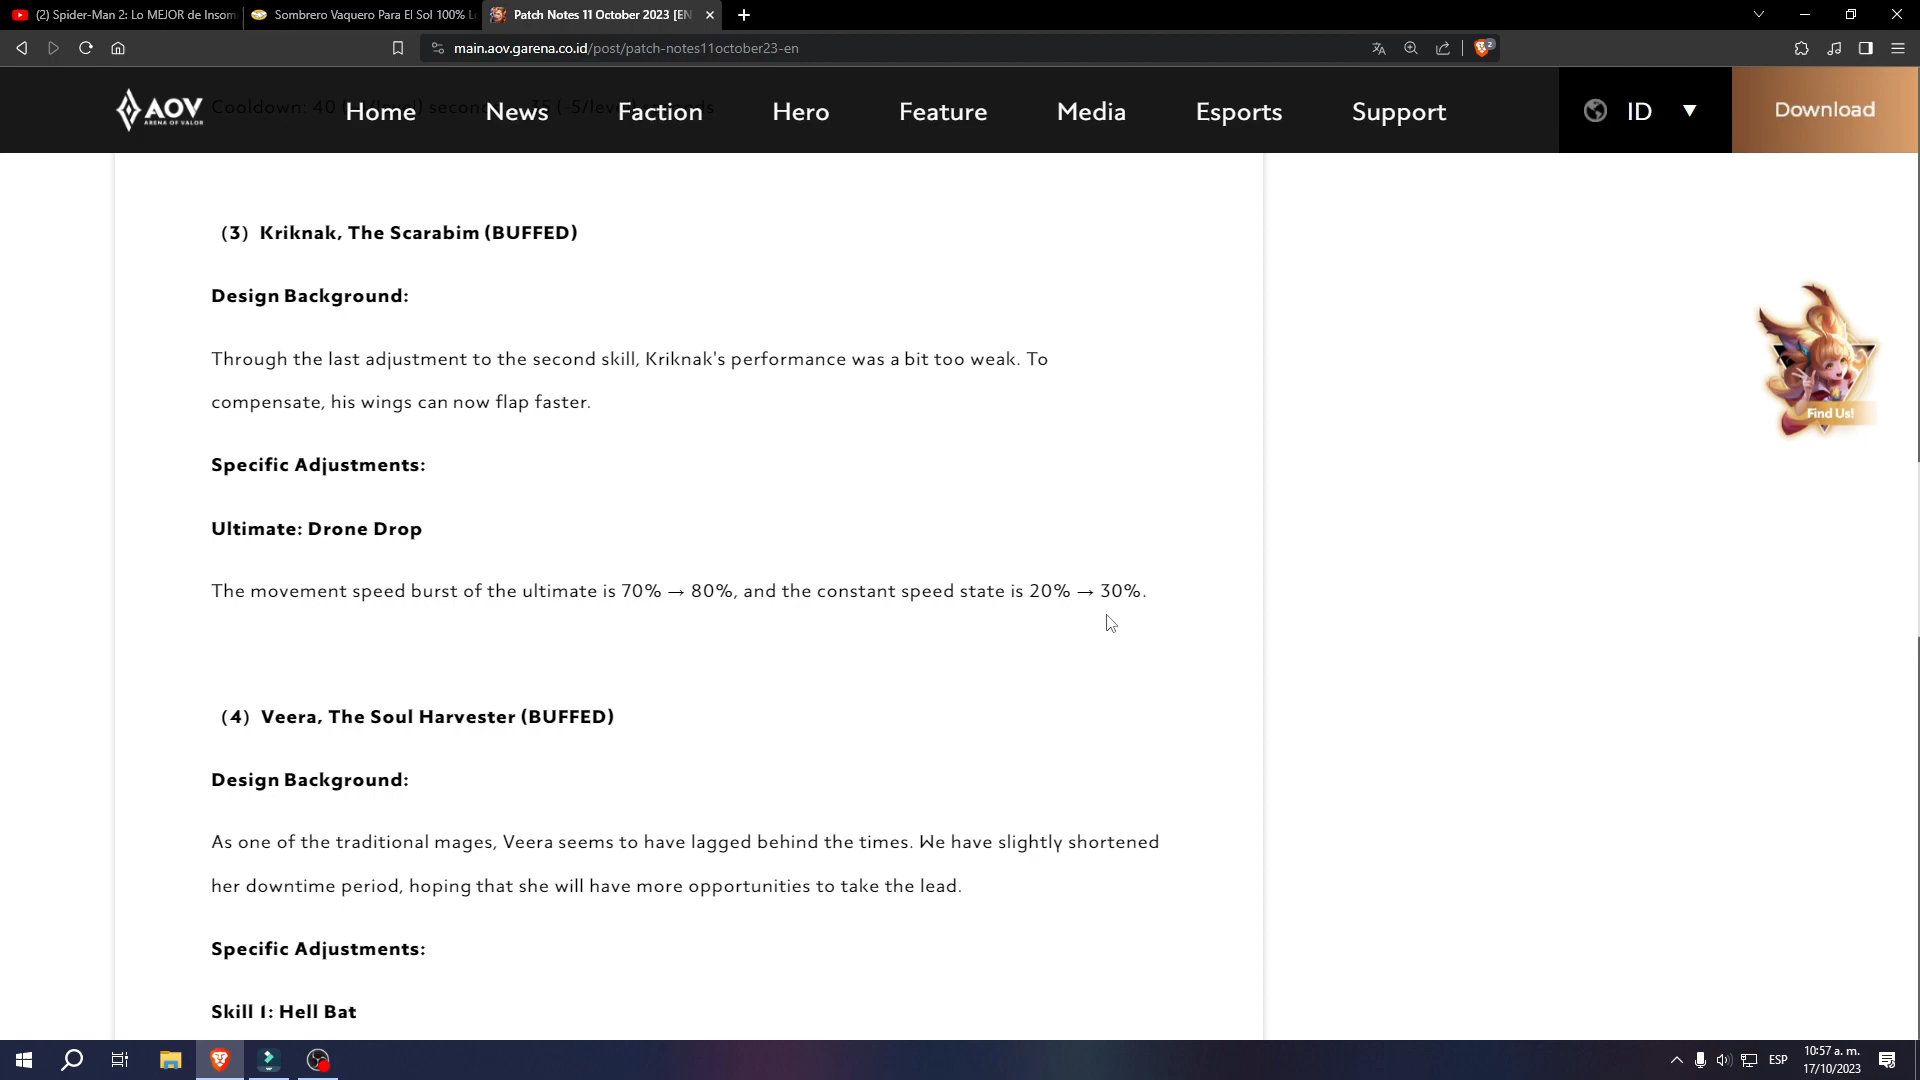 (2) Spider-Man 2: Lo MEJOR de Insom
Sombrero Vaquero Para El Sol 100% L
Patch Notes 11 October 2023 [EN
main.aov.garena.co.id/post/patch-notes11october23-en
2
AOV
ARENA OF VALOR
Home
News
Faction
Hero
Feature
Media
Esports
Support
ID
Download
（3）Kriknak, The Scarabim (BUFFED)
Design Background:
Through the last adjustment to the second skill, Kriknak's performance was a bit too weak. To
compensate, his wings can now flap faster.
Specific Adjustments:
Ultimate: Drone Drop
The movement speed burst of the ultimate is 70% → 80%, and the constant speed state is 20% → 30%.
（4）Veera, The Soul Harvester (BUFFED)
Design Background:
As one of the traditional mages, Veera seems to have lagged behind the times. We have slightly shortened
her downtime period, hoping that she will have more opportunities to take the lead.
Specific Adjustments:
Skill 1: Hell Bat
Find Us!
ESP
10:57 a. m.
17/10/2023